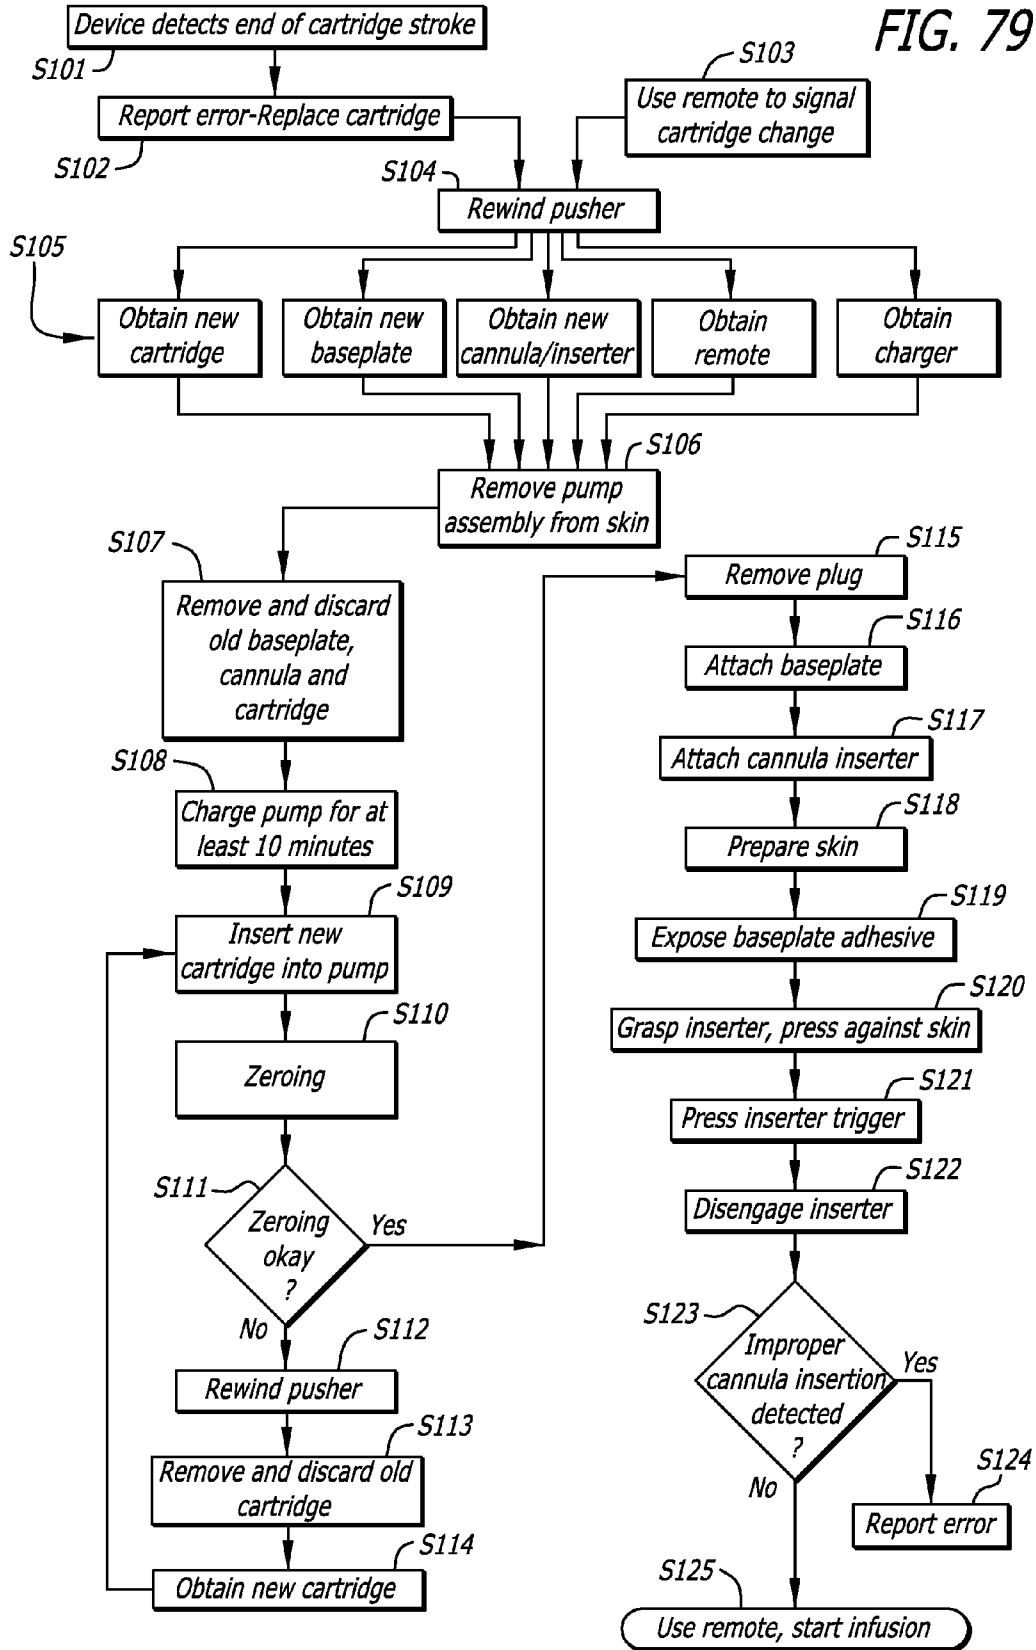 FIG. 79
Device detects end of cartridge stroke
S101
Report error-Replace cartridge
S102
S103
Use remote to signal
cartridge change
S104
Rewind pusher
S105
Obtain new
cartridge
Obtain new
baseplate
Obtain new
cannula/inserter
Obtain
remote
Obtain
charger
S106
Remove pump
assembly from skin
S107
Remove and discard
old baseplate,
cannula and
cartridge
S108
Charge pump for at
least 10 minutes
S109
Insert new
cartridge into pump
S110
Zeroing
S111
Zeroing
okay
?
Yes
No
S112
Rewind pusher
S113
Remove and discard old
cartridge
S114
Obtain new cartridge
S115
Remove plug
S116
Attach baseplate
S117
Attach cannula inserter
S118
Prepare skin
S119
Expose baseplate adhesive
S120
Grasp inserter, press against skin
S121
Press inserter trigger
S122
Disengage inserter
S123
Improper
cannula insertion
detected
?
Yes
No
S124
Report error
S125
Use remote, start infusion